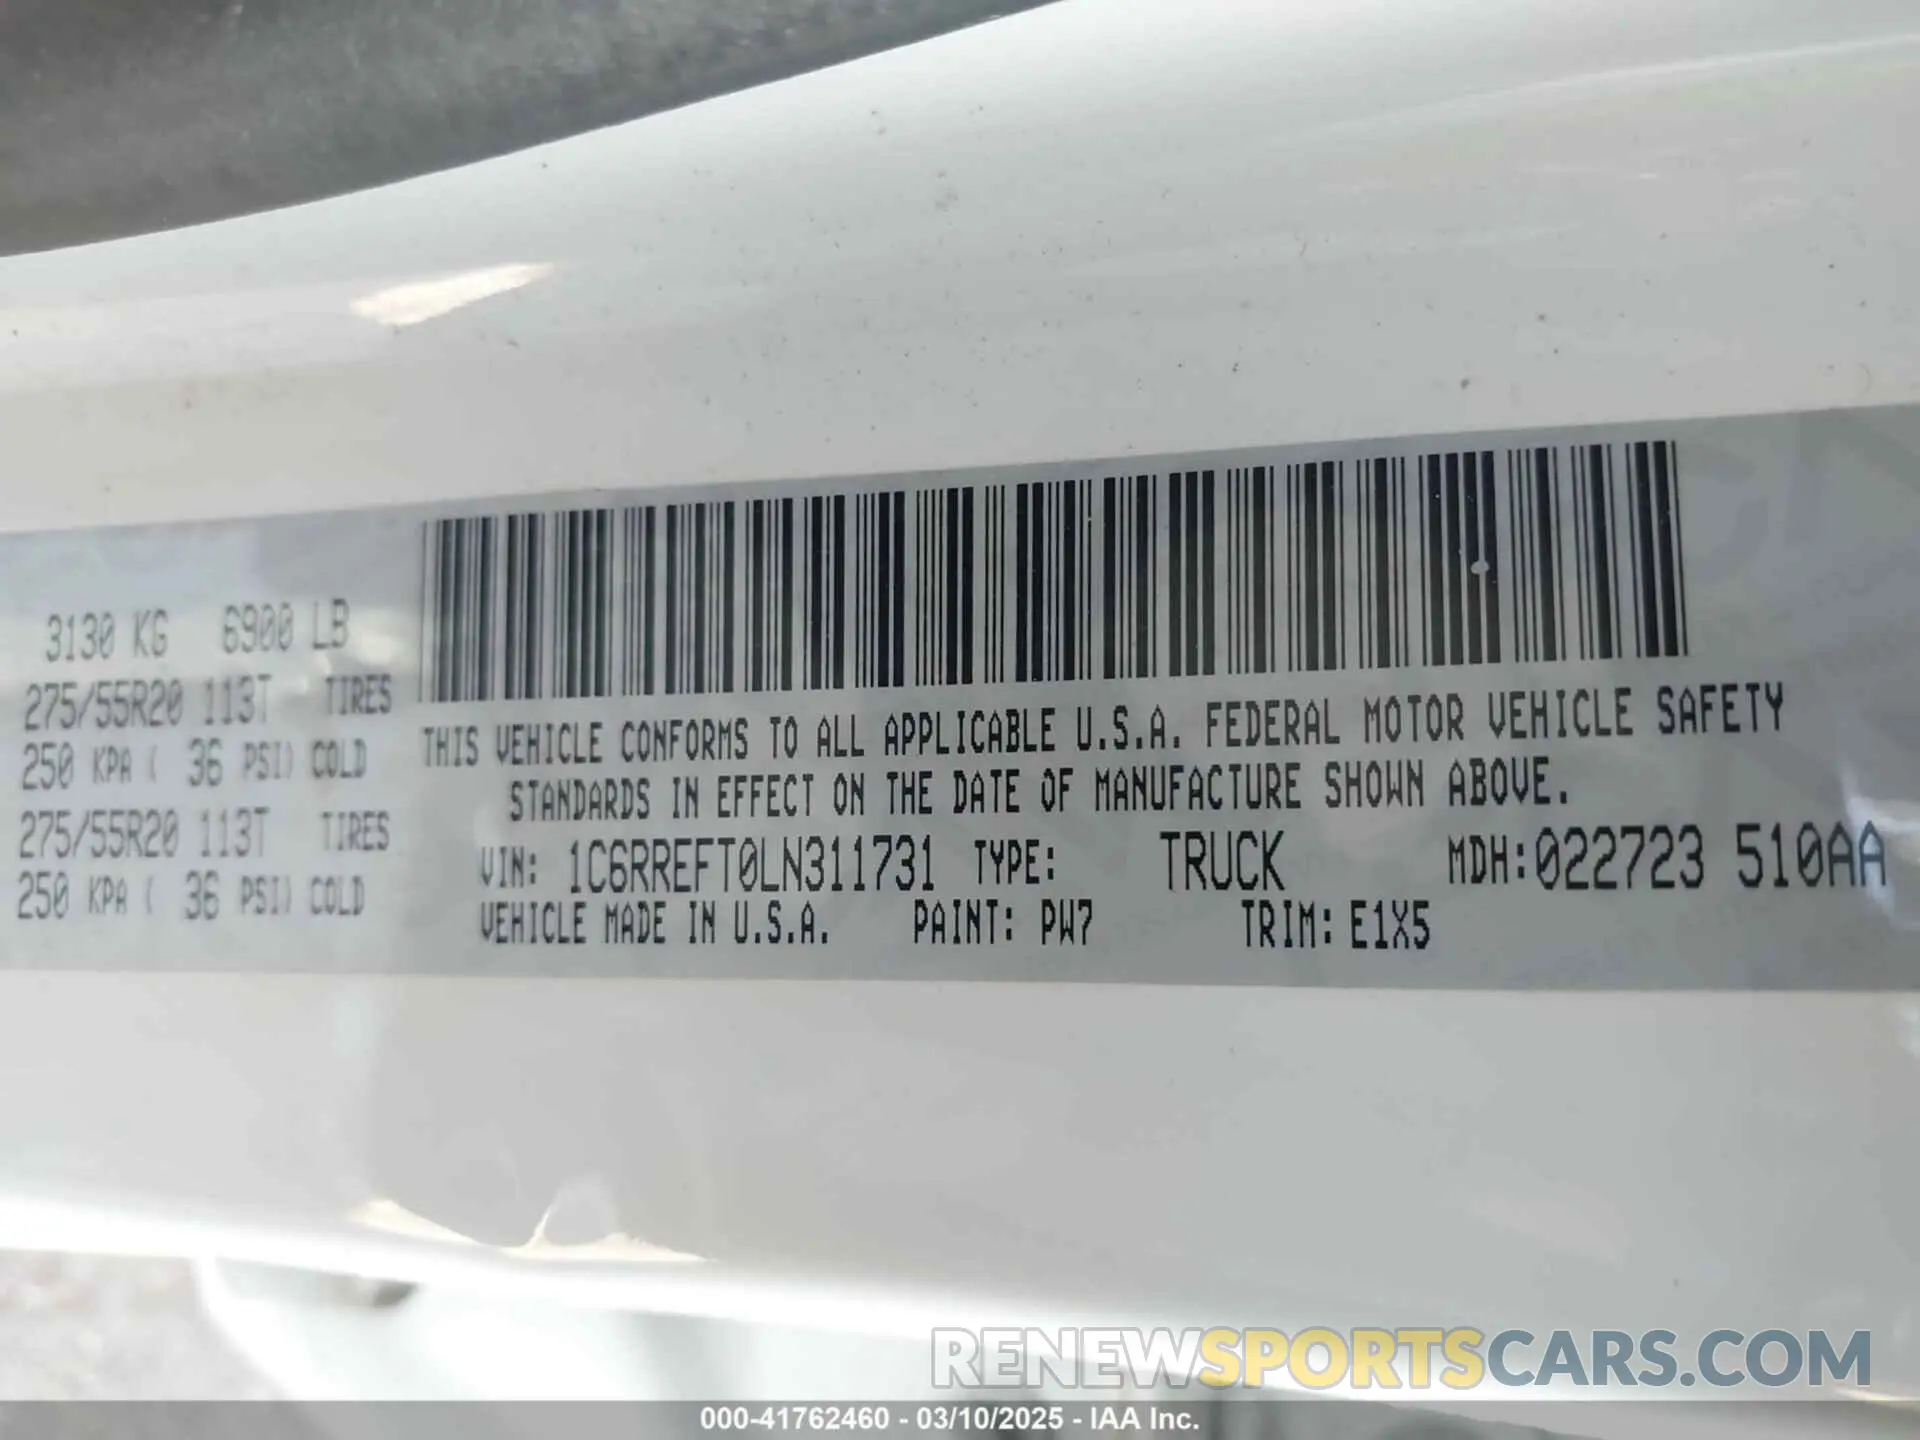 3130 KG 6900 LB
275/55R20 113T TIRES
250 KPA ( 36 PSI) COLD
275/55R20 113T TIRES
250 KPA ( 36 PSI) COLD
THIS VEHICLE CONFORMS TO ALL APPLICABLE U.S.A. FEDERAL MOTOR VEHICLE SAFETY
STANDARDS IN EFFECT ON THE DATE OF MANUFACTURE SHOWN ABOVE.
VIN: 1C6RREFT0LN311731 TYPE: TRUCK MDH:022723 510AA
VEHICLE MADE IN U.S.A. PAINT: PW7 TRIM: E1X5
RENEWSPORTSCARS.COM
000-41762460 - 03/10/2025 - IAA Inc.